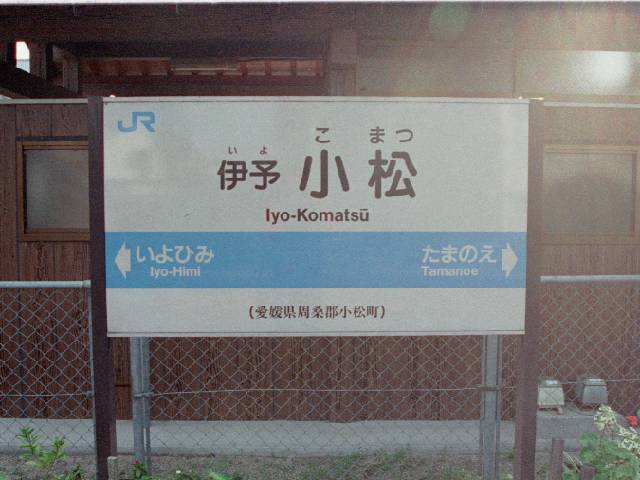 JR
いよ こまつ
伊予小松
Iyo-Komatsū
いよひみ たまのえ
Iyo-Himi Tamanoe
(愛媛県周桑郡小松町)